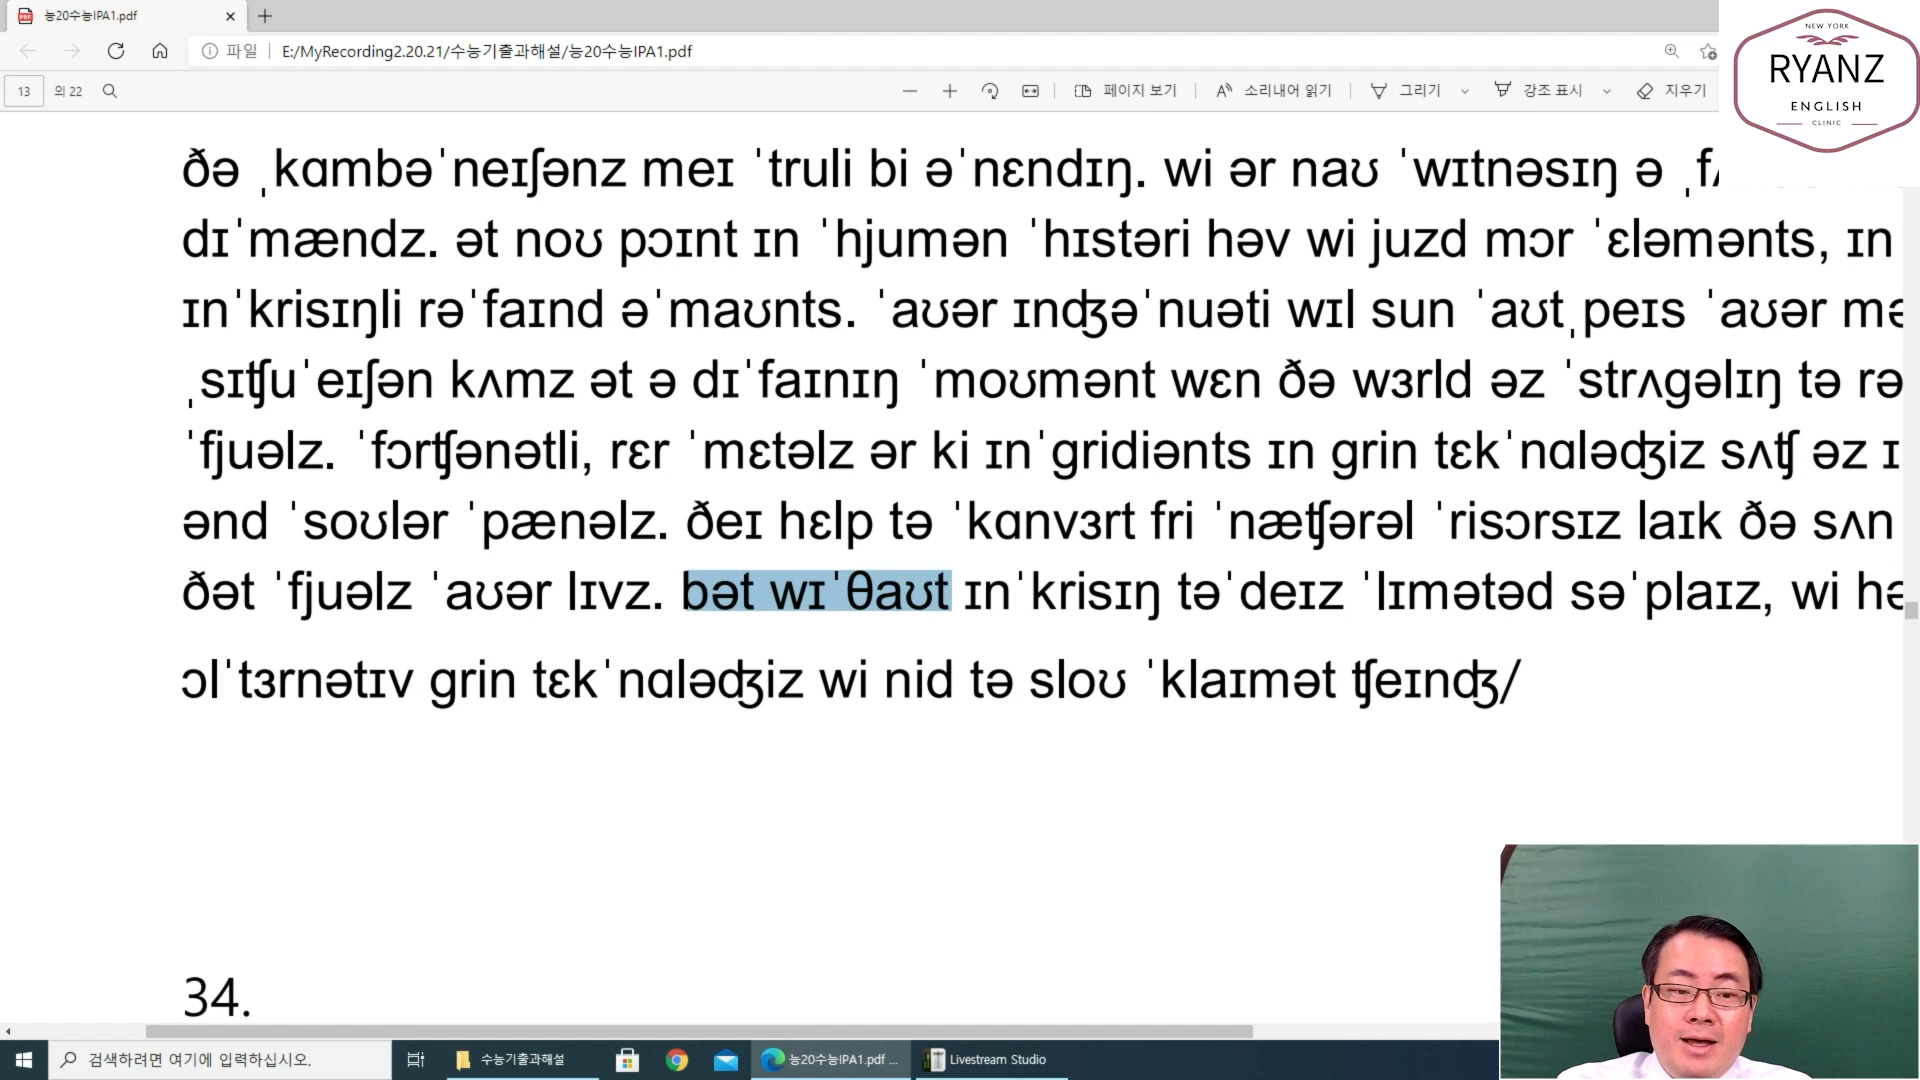 능20수능IPA1.pdf
파일 E:/MyRecording2.20.21/수능기출과해설/능20수능IPA1.pdf
13 의 22 페이지 보기 소리내어 읽기 그리기 강조 표시 지우기
NEW YORK
RYANZ
ENGLISH
CLINIC
ðə ˌkɑmbəˈneɪʃənz meɪ ˈtruli bi əˈnɛndɪŋ. wi ər naʊ ˈwɪtnəsɪŋ ə
dɪˈmændz. ət noʊ pɔɪnt ɪn ˈhjumən ˈhɪstəri həv wi juzd mɔr ˈɛləmənts, ɪn
ɪnˈkrisɪŋli rəˈfaɪnd əˈmaʊnts. ˈaʊər ɪnʤəˈnuəti wɪl sun ˈaʊtˌpeɪs ˈaʊər
ˌsɪʧuˈeɪʃən kʌmz ət ə dɪˈfaɪnɪŋ ˈmoʊmənt wɛn ðə wɜrld əz ˈstrʌgəlɪŋ tə
ˈfjuəlz. ˈfɔrʧənətli, rɛr ˈmɛtəlz ər ki ɪnˈgridiənts ɪn grin tɛkˈnɑləʤiz sʌʧ əz
ənd ˈsoʊlər ˈpænəlz. ðeɪ hɛlp tə ˈkɑnvɜrt fri ˈnæʧərəl ˈrisɔrsɪz laɪk ðə sʌn
ðət ˈfjuəlz ˈaʊər lɪvz. bət wɪˈθaʊt ɪnˈkrisɪŋ təˈdeɪz ˈlɪmətəd səˈplaɪz, wi
ɔlˈtɜrnətɪv grin tɛkˈnɑləʤiz wi nid tə sloʊ ˈklaɪmət ʧeɪnʤ/
34.
검색하려면 여기에 입력하십시오. 수능기출과해설 능20수능IPA1.pdf ... Livestream Studio